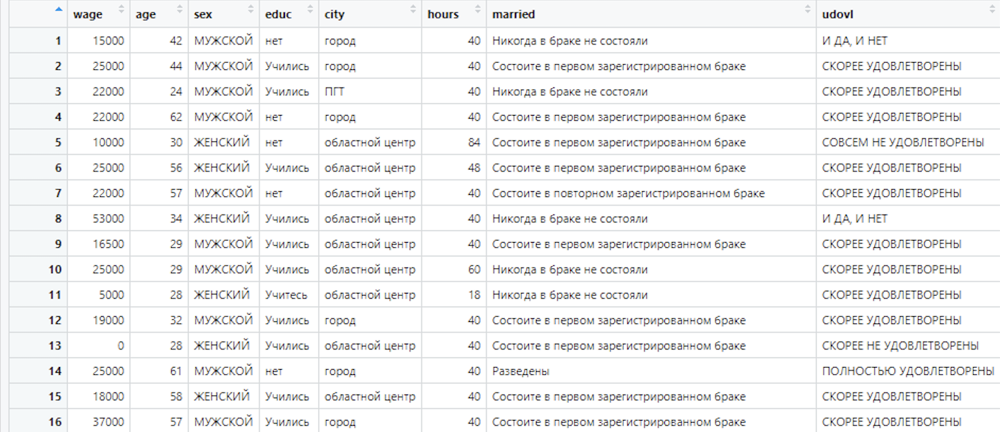 wage age sex educ city hours married udovl
1 15000 42 МУЖСКОЙ нет город 40 Никогда в браке не состояли И ДА, И НЕТ
2 25000 44 МУЖСКОЙ Учились город 40 Состоите в первом зарегистрированном браке СКОРЕЕ УДОВЛЕТВОРЕНЫ
3 22000 24 МУЖСКОЙ Учились ПГТ 40 Никогда в браке не состояли СКОРЕЕ УДОВЛЕТВОРЕНЫ
4 22000 62 МУЖСКОЙ нет город 40 Состоите в первом зарегистрированном браке СКОРЕЕ УДОВЛЕТВОРЕНЫ
5 10000 30 ЖЕНСКИЙ нет областной центр 84 Состоите в первом зарегистрированном браке СОВСЕМ НЕ УДОВЛЕТВОРЕНЫ
6 25000 56 ЖЕНСКИЙ Учились областной центр 48 Состоите в первом зарегистрированном браке СКОРЕЕ УДОВЛЕТВОРЕНЫ
7 22000 57 МУЖСКОЙ нет областной центр 40 Состоите в повторном зарегистрированном браке СКОРЕЕ УДОВЛЕТВОРЕНЫ
8 53000 34 ЖЕНСКИЙ Учились областной центр 40 Никогда в браке не состояли И ДА, И НЕТ
9 16500 29 МУЖСКОЙ Учились областной центр 40 Состоите в первом зарегистрированном браке СКОРЕЕ УДОВЛЕТВОРЕНЫ
10 25000 29 МУЖСКОЙ Учились областной центр 60 Никогда в браке не состояли СКОРЕЕ УДОВЛЕТВОРЕНЫ
11 5000 28 ЖЕНСКИЙ Учитесь областной центр 18 Никогда в браке не состояли СКОРЕЕ УДОВЛЕТВОРЕНЫ
12 19000 32 МУЖСКОЙ Учились город 40 Состоите в первом зарегистрированном браке СКОРЕЕ УДОВЛЕТВОРЕНЫ
13 0 28 ЖЕНСКИЙ Учились областной центр 40 Состоите в первом зарегистрированном браке СКОРЕЕ НЕ УДОВЛЕТВОРЕНЫ
14 25000 61 МУЖСКОЙ нет город 40 Разведены ПОЛНОСТЬЮ УДОВЛЕТВОРЕНЫ
15 18000 58 ЖЕНСКИЙ Учились областной центр 40 Состоите в первом зарегистрированном браке СКОРЕЕ УДОВЛЕТВОРЕНЫ
16 37000 57 МУЖСКОЙ Учились город 40 Состоите в первом зарегистрированном браке СКОРЕЕ УДОВЛЕТВОРЕНЫ